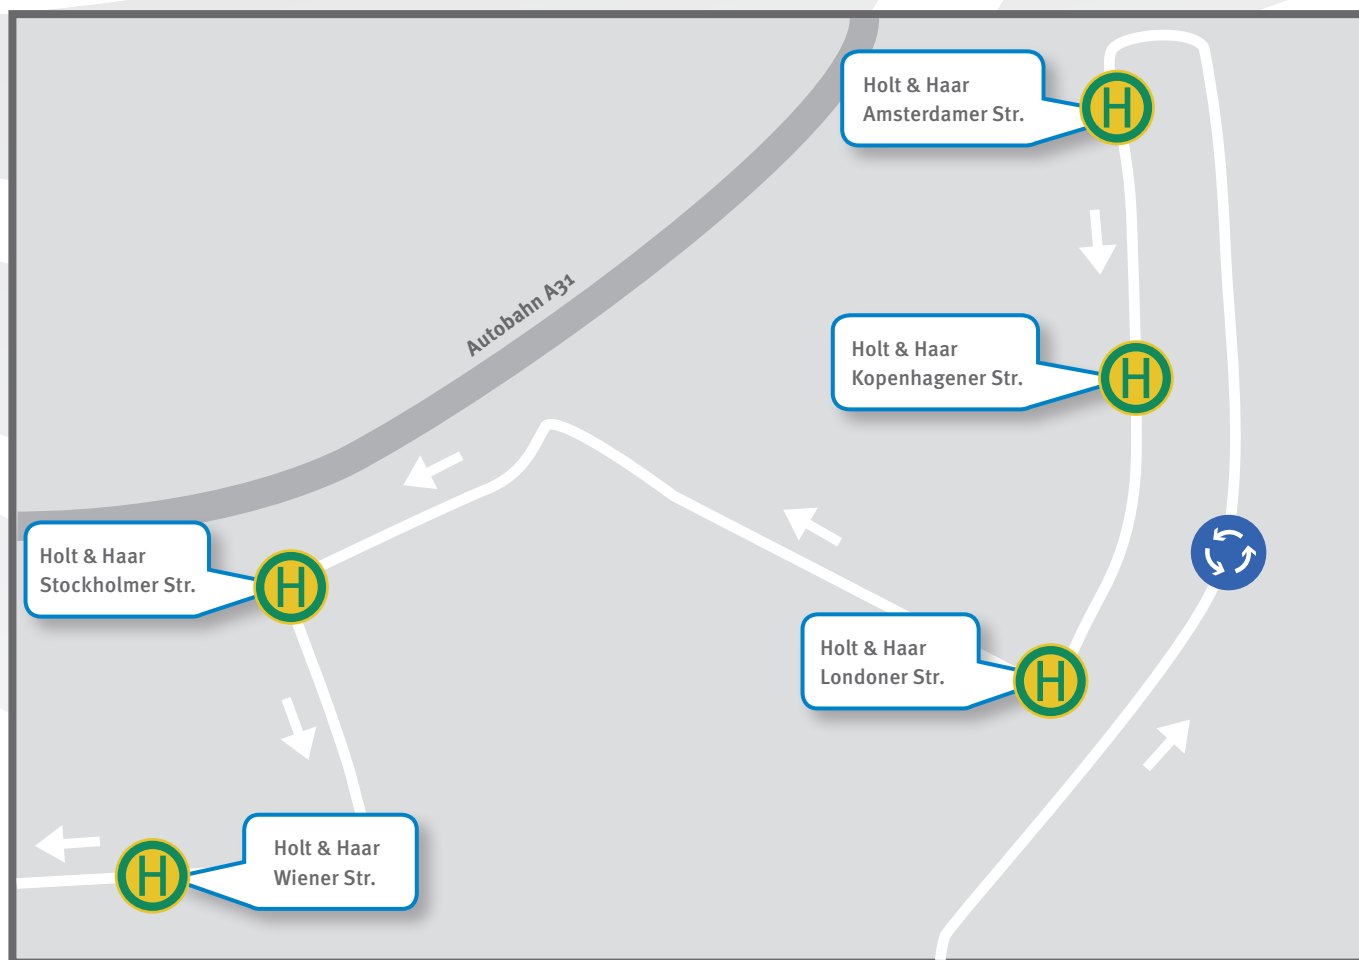 Holt & Haar
Amsterdamer Str.
H
Autobahn A31
Holt & Haar
Kopenhagener Str.
H
Holt & Haar
Stockholmer Str.
H
Holt & Haar
Londoner Str.
H
Holt & Haar
Wiener Str.
H